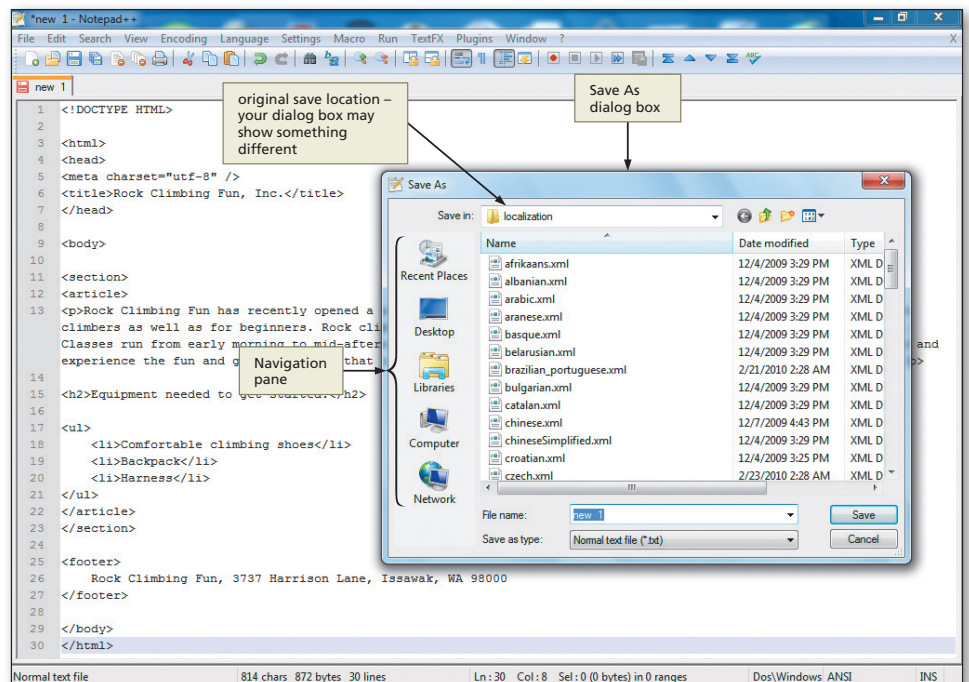 *new 1 - Notepad++
File Edit Search View Encoding Language Settings Macro Run TextFX Plugins Window ? X
new 1
original save location –
your dialog box may
show something
different
Save As
dialog box
1 <!DOCTYPE HTML>
2
3 <html>
4 <head>
5 <meta charset="utf-8" />
6 <title>Rock Climbing Fun, Inc.</title>
7 </head>
8
9 <body>
10
11 <section>
12 <article>
13 <p>Rock Climbing Fun has recently opened a
climbers as well as for beginners. Rock cli
Classes run from early morning to mid-after and
experience the fun and g that p>
14
15 <h2>Equipment needed to get started:</h2>
16
17 <ul>
18 <li>Comfortable climbing shoes</li>
19 <li>Backpack</li>
20 <li>Harness</li>
21 </ul>
22 </article>
23 </section>
24
25 <footer>
26 Rock Climbing Fun, 3737 Harrison Lane, Issawak, WA 98000
27 </footer>
28
29 </body>
30 </html>
Navigation
pane
Save As
Save in: localization
Recent Places
Desktop
Libraries
Computer
Network
Name Date modified Type
afrikaans.xml 12/4/2009 3:29 PM XML D
albanian.xml 12/4/2009 3:29 PM XML D
arabic.xml 12/4/2009 3:29 PM XML D
aranese.xml 12/4/2009 3:29 PM XML D
basque.xml 12/4/2009 3:29 PM XML D
belarusian.xml 12/4/2009 3:29 PM XML D
brazilian_portuguese.xml 2/21/2010 2:28 AM XML D
bulgarian.xml 12/4/2009 3:29 PM XML D
catalan.xml 12/4/2009 3:29 PM XML D
chinese.xml 12/7/2009 4:43 PM XML D
chineseSimplified.xml 12/4/2009 3:29 PM XML D
croatian.xml 12/4/2009 3:25 PM XML D
czech.xml 2/23/2010 2:28 AM XML D
File name: new 1 Save
Save as type: Normal text file (*.txt) Cancel
Normal text file 814 chars 872 bytes 30 lines Ln : 30 Col : 8 Sel : 0 (0 bytes) in 0 ranges Dos\Windows ANSI INS